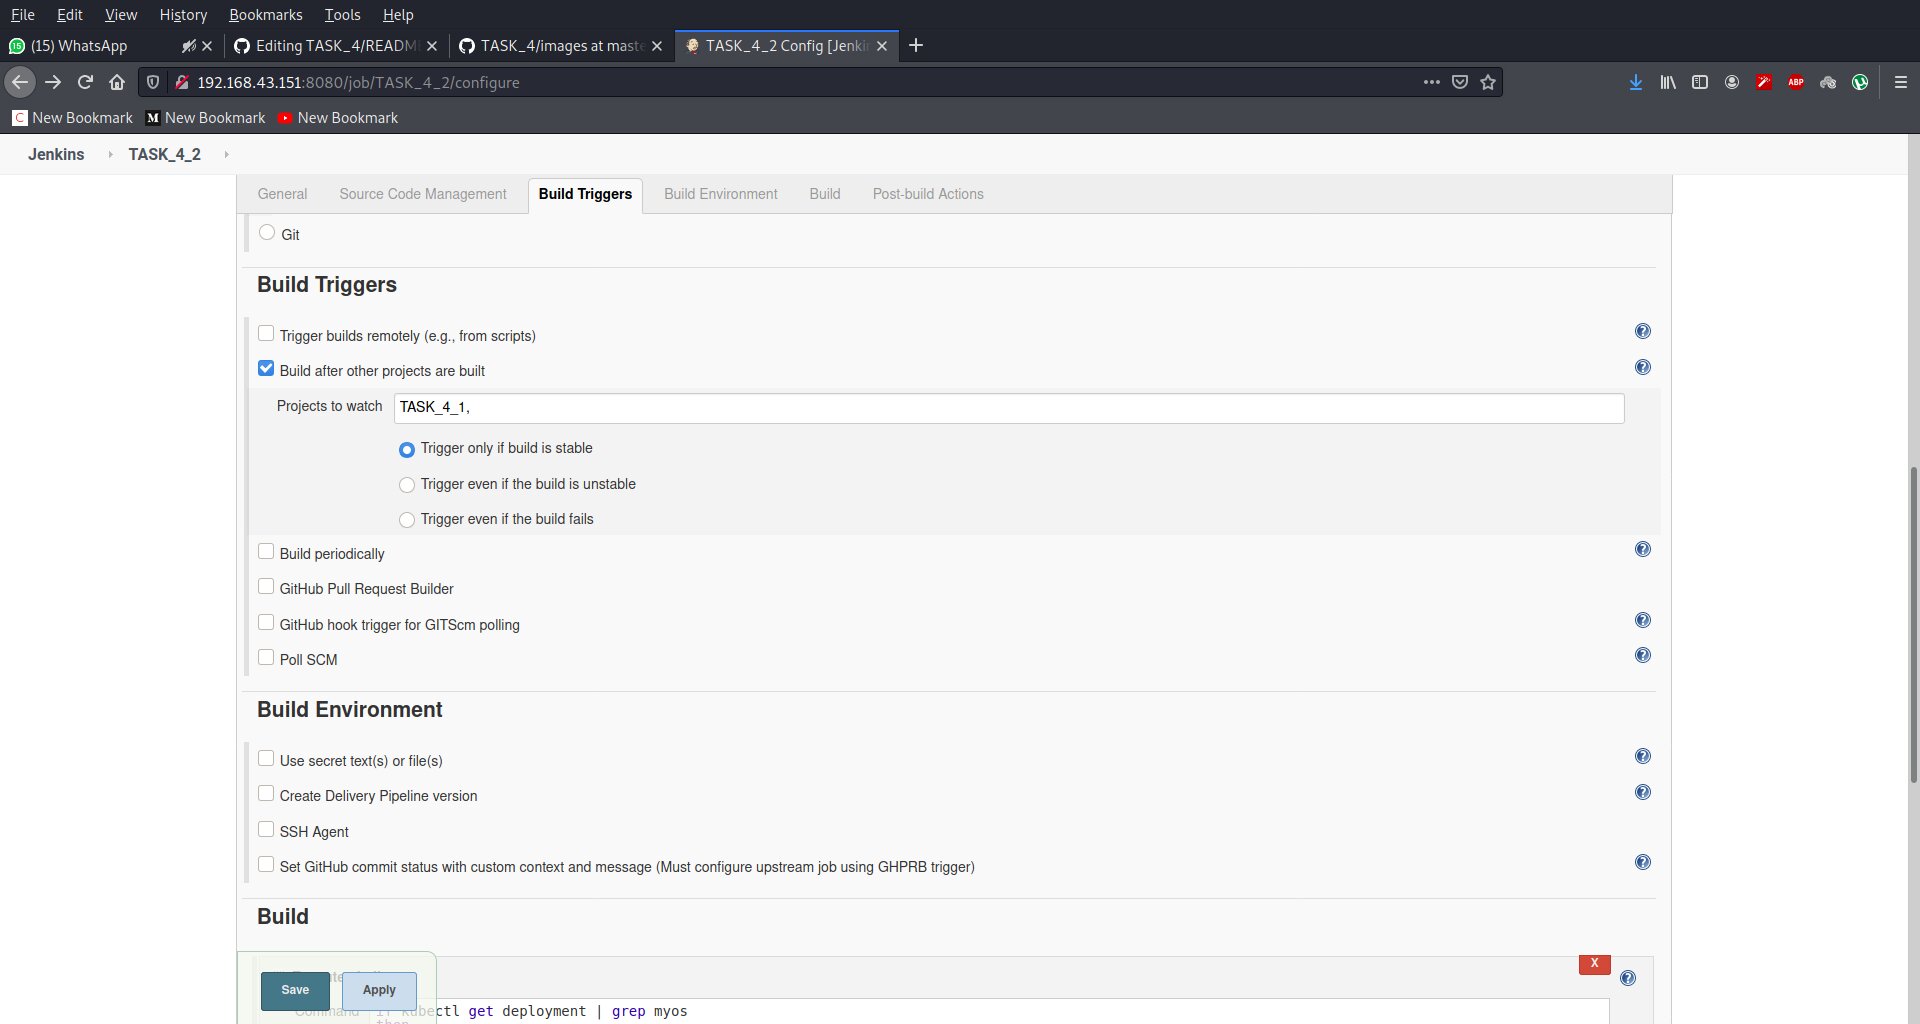 File Edit View History Bookmarks Tools Help
(15) WhatsApp Editing TASK_4/READM TASK_4/images at maste TASK_4_2 Config [Jenki
192.168.43.151:8080/job/TASK_4_2/configure ABP
C New Bookmark M New Bookmark New Bookmark
Jenkins TASK_4_2
General Source Code Management Build Triggers Build Environment Build Post-build Actions
Git
Build Triggers
Trigger builds remotely (e.g., from scripts)
Build after other projects are built
Projects to watch TASK_4_1,
Trigger only if build is stable
Trigger even if the build is unstable
Trigger even if the build fails
Build periodically
GitHub Pull Request Builder
GitHub hook trigger for GITScm polling
Poll SCM
Build Environment
Use secret text(s) or file(s)
Create Delivery Pipeline version
SSH Agent
Set GitHub commit status with custom context and message (Must configure upstream job using GHPRB trigger)
Build
X
Save Apply
Command if kubectl get deployment | grep myos
then